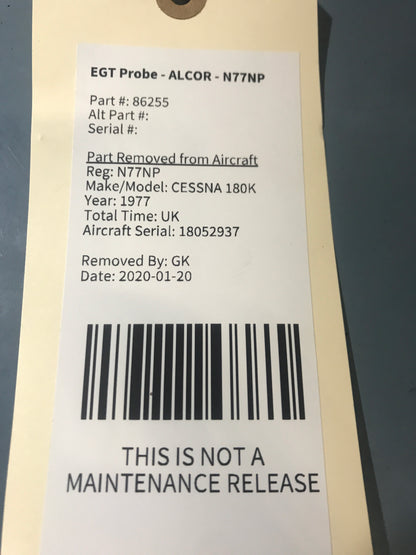 EGT Probe - ALCOR - N77NP
Part #: 86255
Alt Part #:
Serial #:
Part Removed from Aircraft
Reg: N77NP
Make/Model: CESSNA 180K
Year: 1977
Total Time: UK
Aircraft Serial: 18052937
Removed By: GK
Date: 2020-01-20
THIS IS NOT A
MAINTENANCE RELEASE